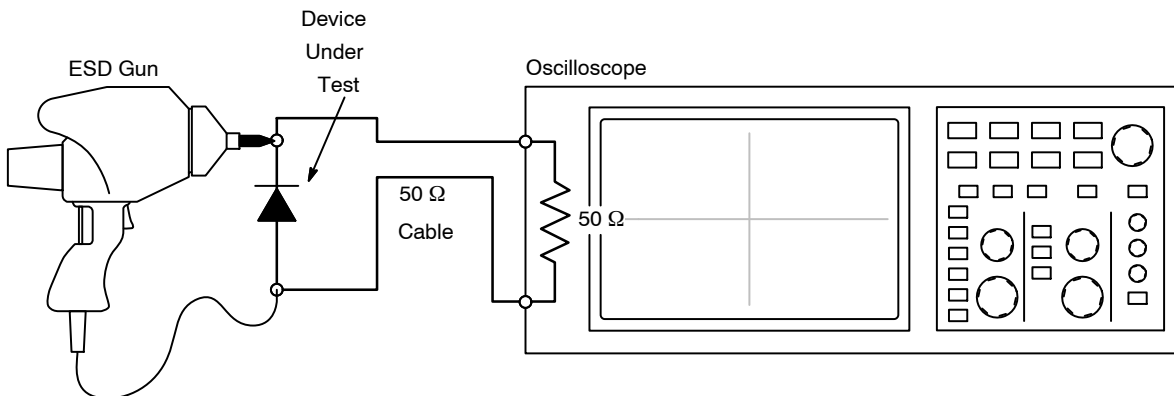 Device
Under
Test
ESD Gun
Oscilloscope
50 Ω
Cable
50 Ω